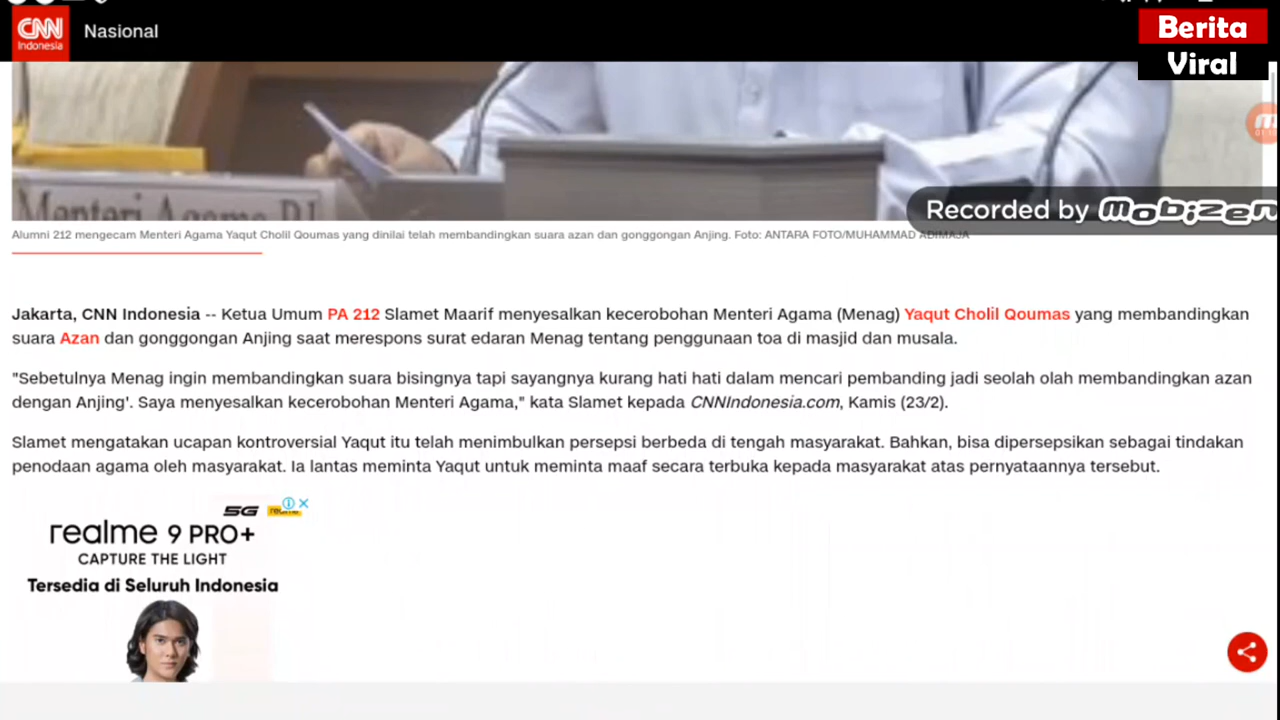 CNN
Indonesia
Nasional
Berita
Viral
Menteri Agama RI
Recorded by mobizen
Alumni 212 mengecam Menteri Agama Yaqut Cholil Qoumas yang dinilai telah membandingkan suara azan dan gonggongan Anjing. Foto: ANTARA FOTO/MUHAMMAD ADIMAJA
Jakarta, CNN Indonesia -- Ketua Umum PA 212 Slamet Maarif menyesalkan kecerobohan Menteri Agama (Menag) Yaqut Cholil Qoumas yang membandingkan
suara Azan dan gonggongan Anjing saat merespons surat edaran Menag tentang penggunaan toa di masjid dan musala.
"Sebetulnya Menag ingin membandingkan suara bisingnya tapi sayangnya kurang hati hati dalam mencari pembanding jadi seolah olah membandingkan azan
dengan Anjing'. Saya menyesalkan kecerobohan Menteri Agama," kata Slamet kepada CNNIndonesia.com, Kamis (23/2).
Slamet mengatakan ucapan kontroversial Yaqut itu telah menimbulkan persepsi berbeda di tengah masyarakat. Bahkan, bisa dipersepsikan sebagai tindakan
penodaan agama oleh masyarakat. Ia lantas meminta Yaqut untuk meminta maaf secara terbuka kepada masyarakat atas pernyataannya tersebut.
5G
realme 9 PRO+
CAPTURE THE LIGHT
Tersedia di Seluruh Indonesia